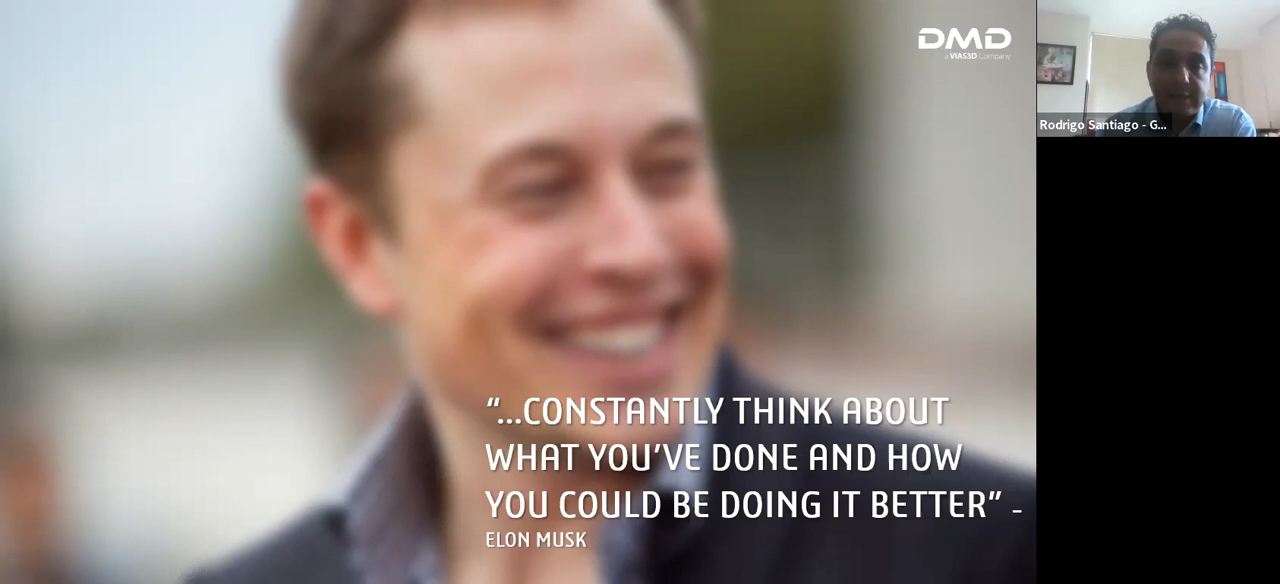 DMD
a VIAS3D Company
Rodrigo Santiago - G...
“...CONSTANTLY THINK ABOUT
WHAT YOU’VE DONE AND HOW
YOU COULD BE DOING IT BETTER” -
ELON MUSK